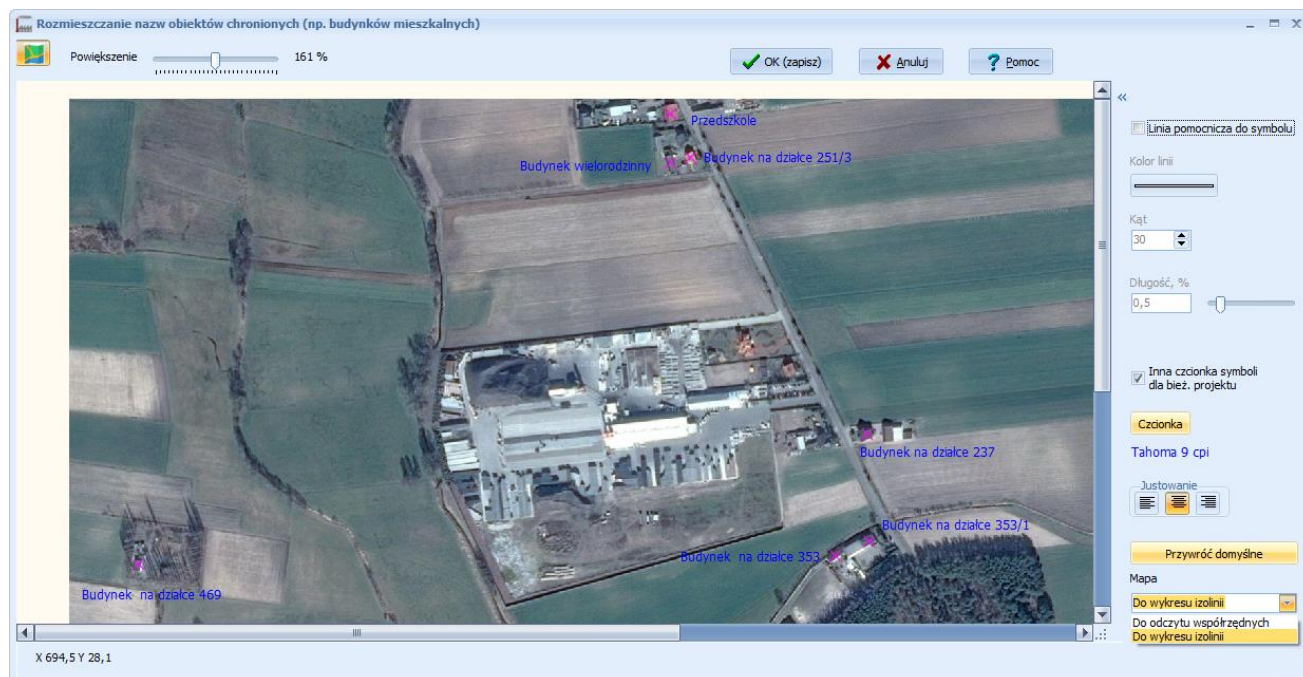 Rozmieszczanie nazw obiektów chronionych (np. budynków mieszkalnych)
Powiększenie
161 %
OK (zapisz)
Anuluj
Pomoc
Przedszkole
Budynek wielorodzinny
Budynek na działce 251/3
Budynek na działce 237
Budynek na działce 353/1
Budynek na działce 353
Budynek na działce 469
Linia pomocnicza do symbolu
Kolor linii
Kąt
30
Długość, %
0,5
Inna czcionka symboli
dla bież. projektu
Czcionka
Tahoma 9 cpi
Justowanie
Przywróć domyślne
Mapa
Do wykresu izolinii
Do odczytu współrzędnych
Do wykresu izolinii
X 694,5 Y 28,1